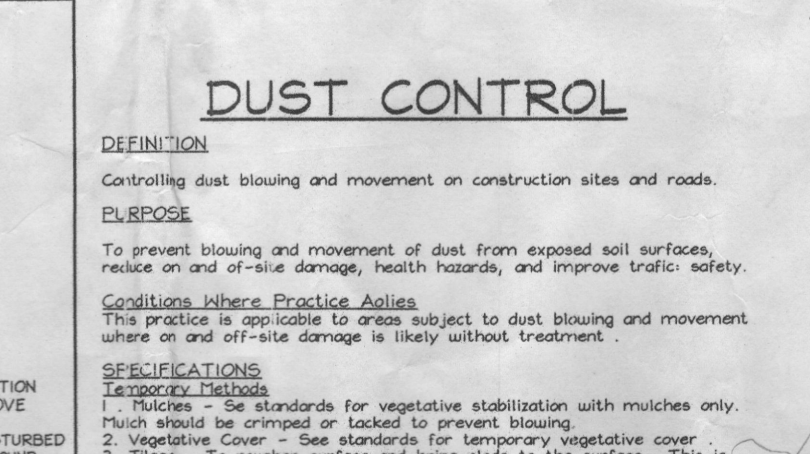 DUST CONTROL
DEFINITION
Controlling dust blowing and movement on construction sites and roads.
PURPOSE
To prevent blowing and movement of dust from exposed soil surfaces,
reduce on and of-site damage, health hazards, and improve trafic: safety.
Conditions Where Practice Aplies
This practice is applicable to areas subject to dust blowing and movement
where on and off-site damage is likely without treatment .
SPECIFICATIONS
Temporary Methods
1 . Mulches - Se standards for vegetative stabilization with mulches only.
Mulch should be crimped or tacked to prevent blowing.
2. Vegetative Cover - See standards for temporary vegetative cover .
TION
OVE
STURBED